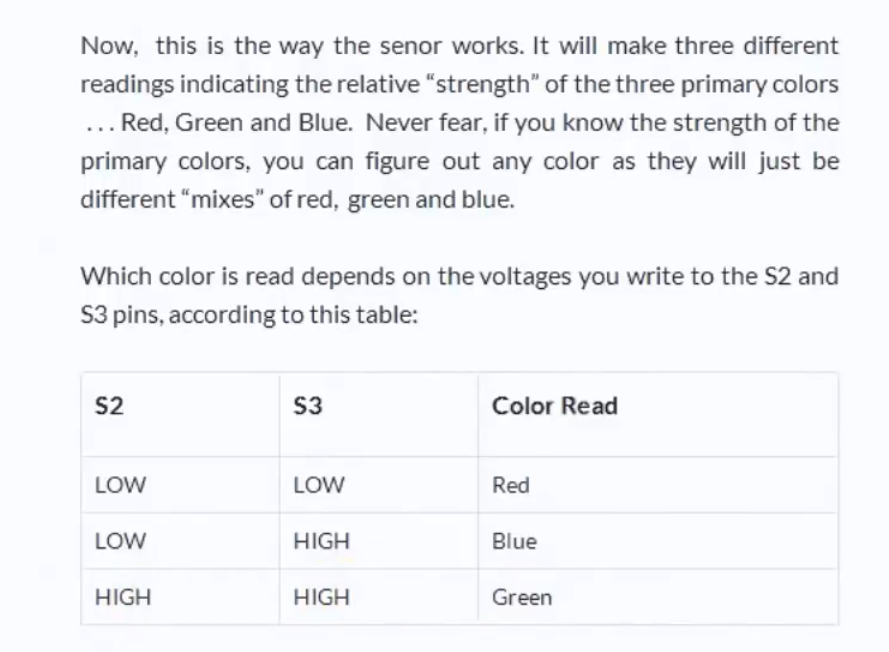 Now, this is the way the senor works. It will make three different
readings indicating the relative “strength” of the three primary colors
... Red, Green and Blue. Never fear, if you know the strength of the
primary colors, you can figure out any color as they will just be
different “mixes” of red, green and blue.
Which color is read depends on the voltages you write to the S2 and
S3 pins, according to this table:
S2 S3 Color Read
LOW LOW Red
LOW HIGH Blue
HIGH HIGH Green